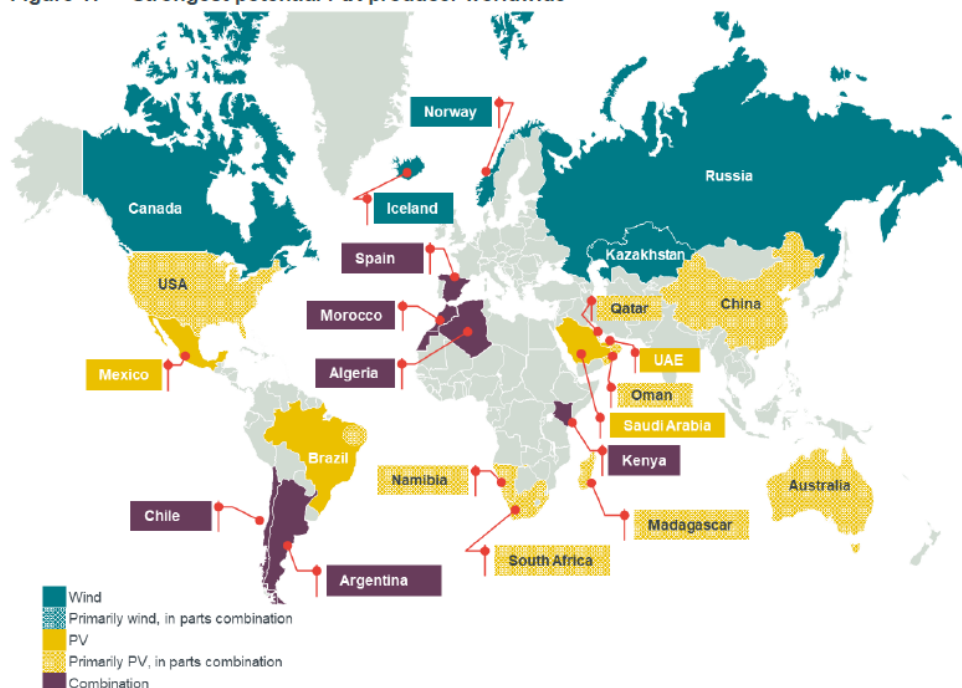 Norway
Russia
Canada
Iceland
Spain
Kazakhstan
USA
Qatar
China
Morocco
Mexico
Algeria
UAE
Oman
Saudi Arabia
Brazil
Kenya
Namibia
Australia
Chile
Madagascar
South Africa
Argentina
Wind
Primarily wind, in parts combination
PV
Primarily PV, in parts combination
Combination